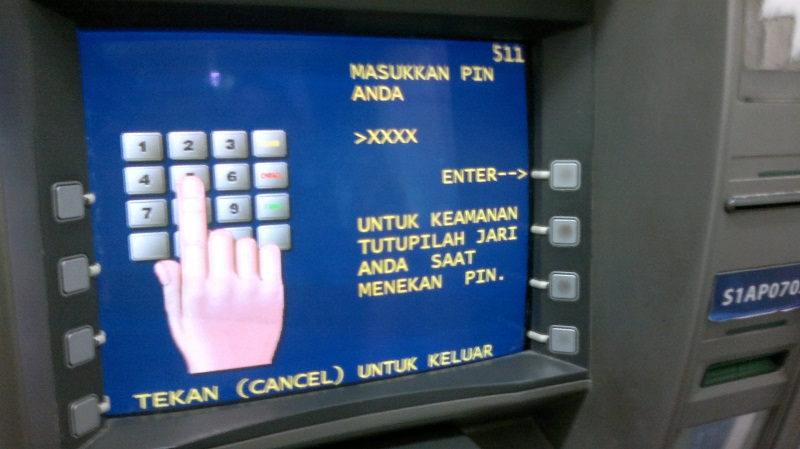 511
MASUKKAN PIN
ANDA
>XXXX
ENTER-->
UNTUK KEAMANAN
TUTUPILAH JARI
ANDA SAAT
MENEKAN PIN.
1 2 3
4 6
7 9
TEKAN (CANCEL) UNTUK KELUAR